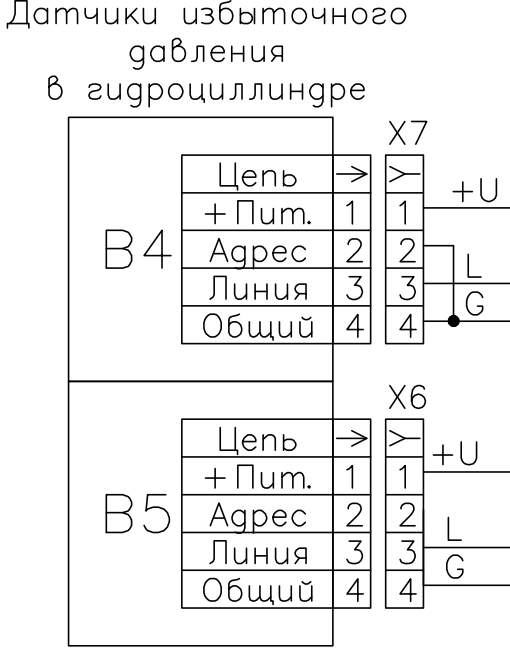 Датчики избыточного
давления
в гидроциллиндре
X7
Цепь
+Пит. 1 1 +U
B4
Адрес 2 2
Линия 3 3 L
Общий 4 4 G
X6
Цепь
+Пит. 1 1 +U
B5
Адрес 2 2
Линия 3 3 L
Общий 4 4 G